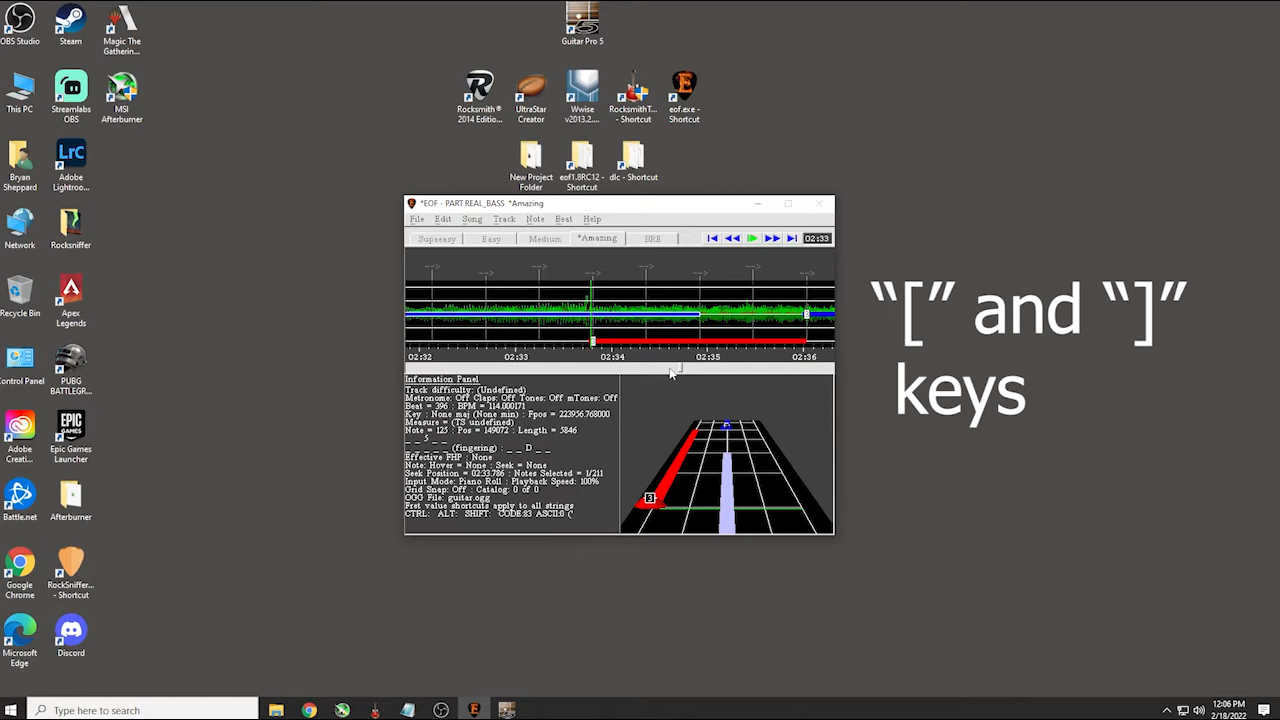 OBS Studio
Steam
Magic The
Gatherin...
Guitar Pro 5
This PC
Streamlabs
OBS
MSI
Afterburner
Rocksmith®
2014 Editio...
UltraStar
Creator
Wwise
v2013.2....
RocksmithT...
- Shortcut
eof.exe -
Shortcut
Bryan
Sheppard
Adobe
Lightroo...
New Project
Folder
eof1.8RC12 -
Shortcut
dlc - Shortcut
Network
Rocksniffer
Recycle Bin
Apex
Legends
Control Panel
PUBG
BATTLEGR...
Adobe
Creati...
Epic Games
Launcher
Battle.net
Afterburner
Google
Chrome
RockSniffer...
- Shortcut
Microsoft
Edge
Discord
*EOF - PART REAL_BASS *Amazing
File Edit Song Track Note Beat Help
Supaeasy Easy Medium *Amazing BRE 02:33
02:32 02:33 02:34 02:35 02:36
Information Panel
Track difficulty: (Undefined)
Metronome: Off Claps: Off Tones: Off mTones: Off
Beat = 396 : BPM = 114.000171
Key : None maj (None min) : Fpos = 223956.768000
Measure = (TS undefined)
Note = 125 : Pos = 149072 : Length = 5846
_ _ 5 _
_ _ _ _ _ (fingering) : _ _ D _ _
Effective FHP : None
Note: Hover = None : Seek = None
Seek Position = 02:33.786 : Notes Selected = 1/211
Input Mode: Piano Roll : Playback Speed: 100%
Grid Snap: Off : Catalog: 0 of 0
OGG File: guitar.ogg
Fret value shortcuts apply to all strings
CTRL: ALT: SHIFT: CODE:83 ASCII:0 ('
3
“[” and “]”
keys
Type here to search
12:06 PM
2/18/2022